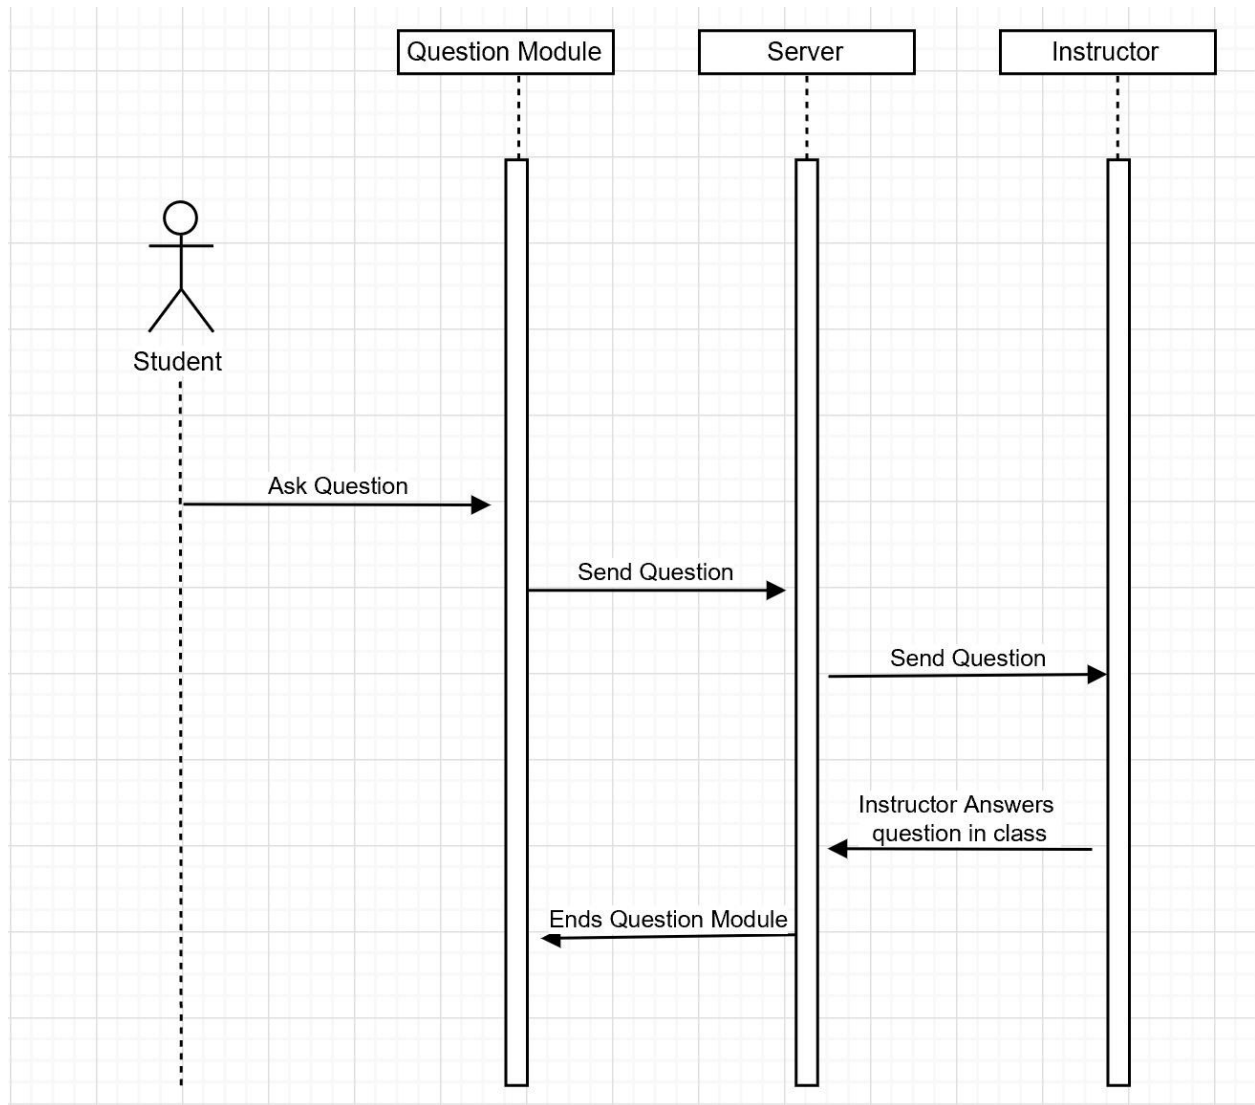 Question Module
Server
Instructor
Student
Ask Question
Send Question
Send Question
Instructor Answers
question in class
Ends Question Module